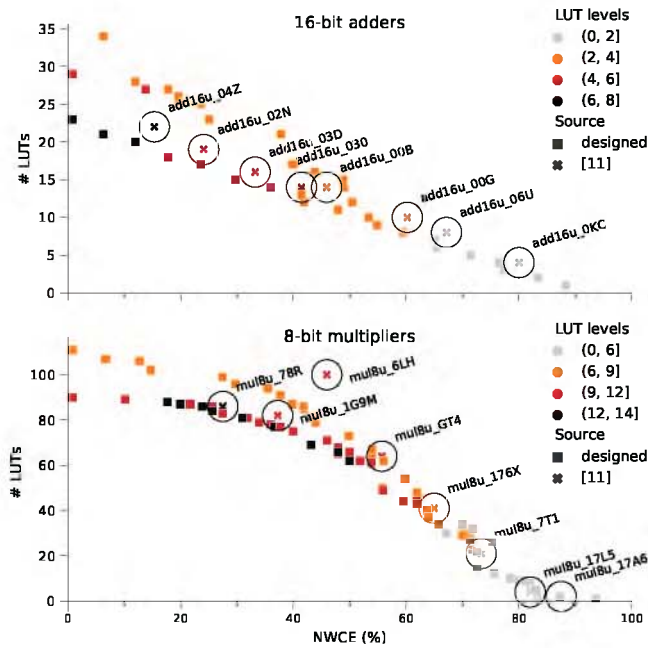 16-bit adders
# LUTs
35
30
25
20
15
10
5
0
add16u_04Z
add16u_02N
add16u_03D
add16u_030
add16u_00B
add16u_00G
add16u_06U
add16u_0KC
LUT levels
(0, 2]
(2, 4]
(4, 6]
(6, 8]
Source
designed
[11]
8-bit multipliers
# LUTs
100
80
60
40
20
0
mul8u_78R
mul8u_6LH
mul8u_1G9M
mul8u_GT4
mul8u_176X
mul8u_7T1
mul8u_17L5
mul8u_17A6
LUT levels
(0, 6]
(6, 9]
(9, 12]
(12, 14]
Source
designed
[11]
0 20 40 60 80 100
NWCE (%)